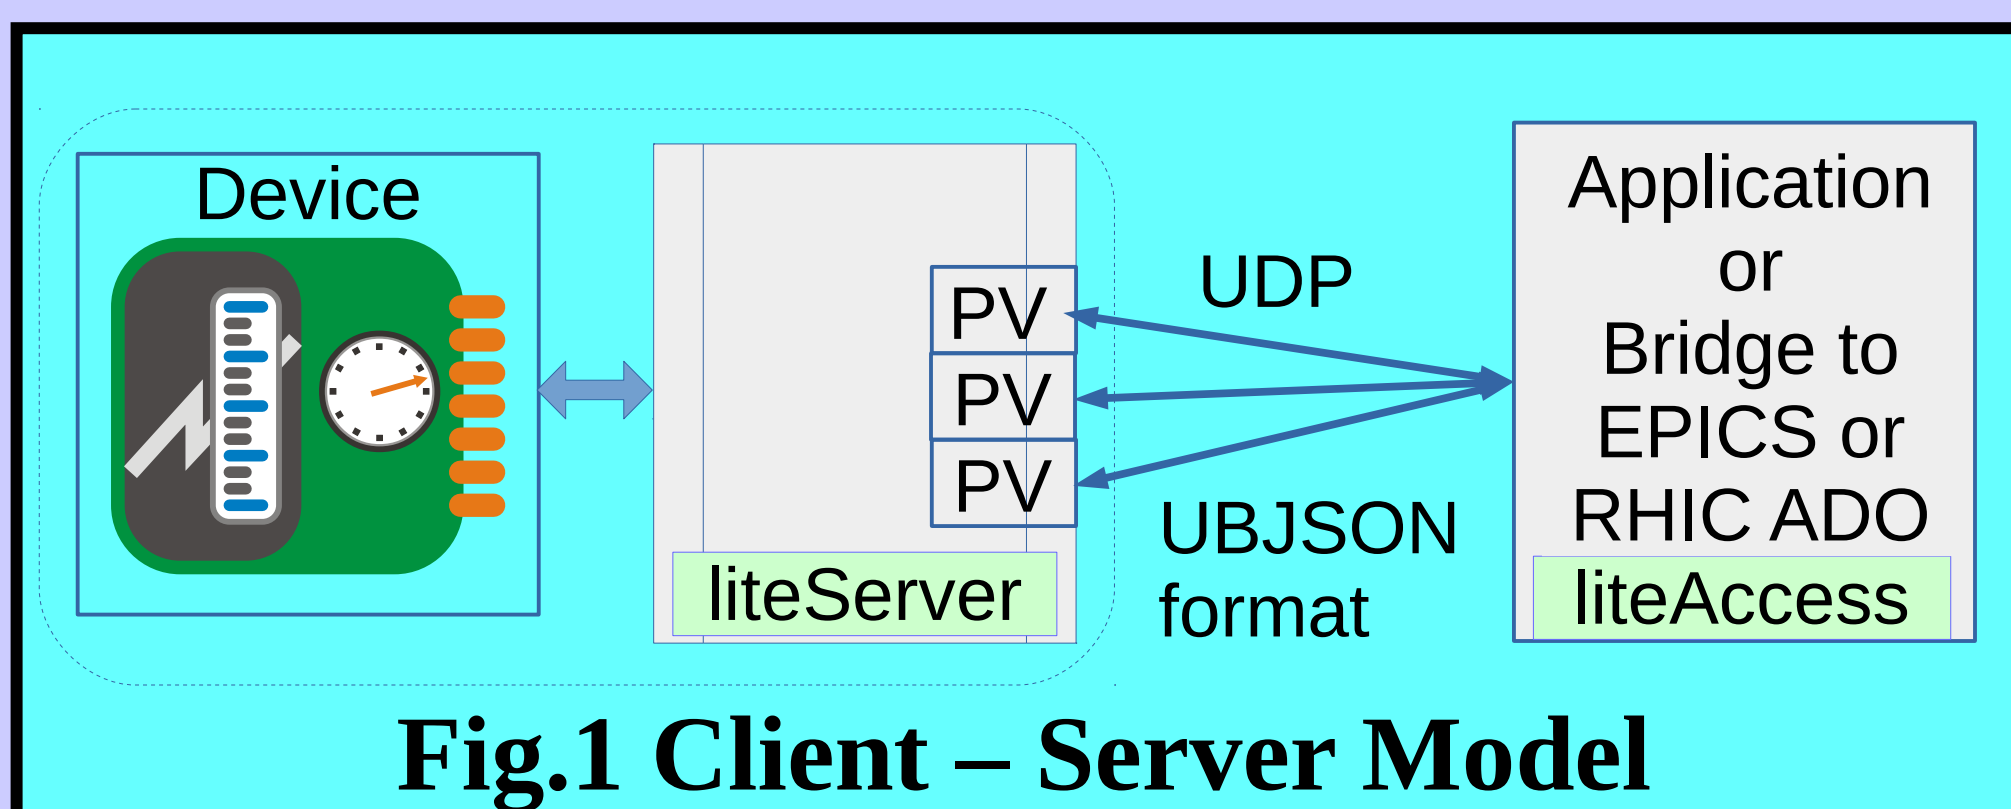 Device
PV
PV
PV
liteServer
UDP
UBJSON
format
Application
or
Bridge to
EPICS or
RHIC ADO
liteAccess
Fig.1 Client – Server Model